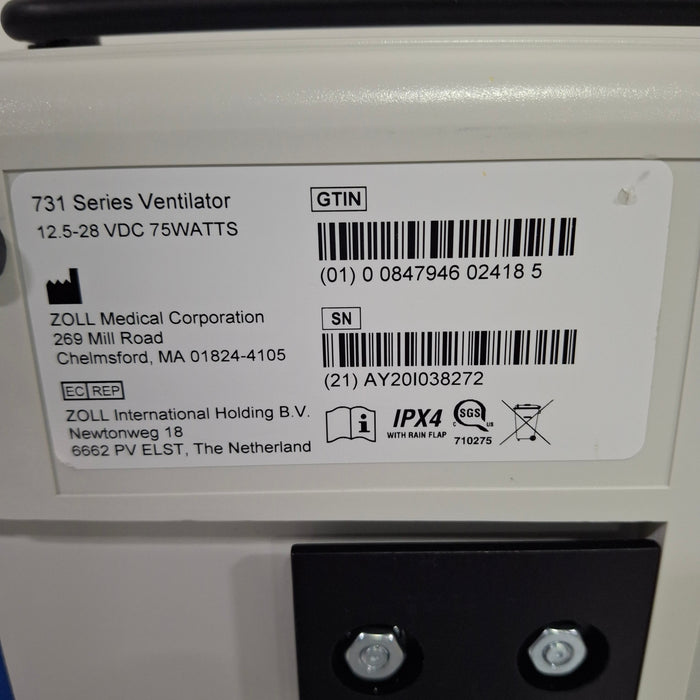 731 Series Ventilator
12.5-28 VDC 75WATTS
ZOLL Medical Corporation
269 Mill Road
Chelmsford, MA 01824-4105
EC REP
ZOLL International Holding B.V.
Newtonweg 18
6662 PV ELST, The Netherland
GTIN
(01) 0 0847946 02418 5
SN
(21) AY20I038272
i
IPX4
WITH RAIN FLAP
SGS
C US
710275